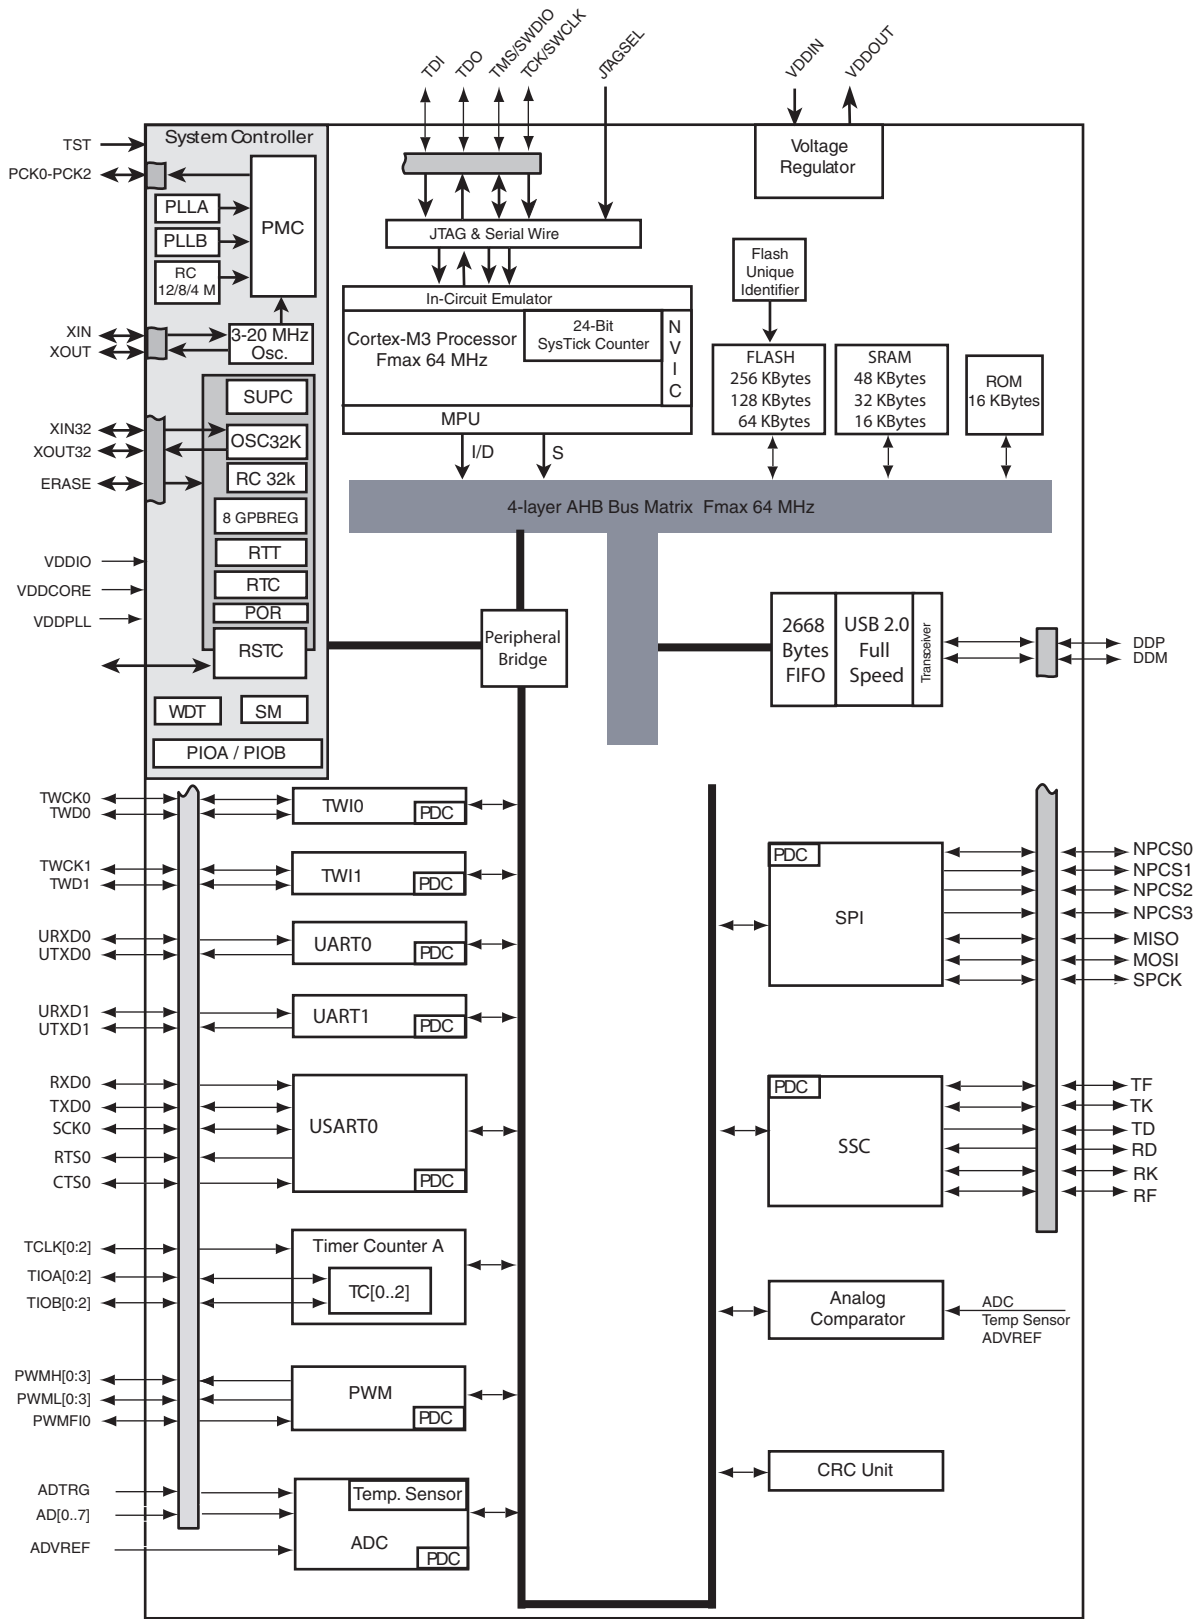 TDI
TDO
TMS/SWDIO
TCK/SWCLK
JTAGSEL
VDDIN
VDDOUT
TST
PCK0-PCK2
System Controller
PLLA
PLLB
RC
12/8/4 M
PMC
XIN
XOUT
3-20 MHz
Osc.
SUPC
XIN32
XOUT32
OSC32K
ERASE
RC 32k
8 GPBREG
RTT
VDDIO
RTC
VDDCORE
POR
VDDPLL
RSTC
WDT
SM
PIOA / PIOB
JTAG & Serial Wire
In-Circuit Emulator
Cortex-M3 Processor
Fmax 64 MHz
24-Bit
SysTick Counter
N
V
I
C
MPU
I/D
S
Voltage
Regulator
Flash
Unique
Identifier
FLASH
256 KBytes
128 KBytes
64 KBytes
SRAM
48 KBytes
32 KBytes
16 KBytes
ROM
16 KBytes
4-layer AHB Bus Matrix Fmax 64 MHz
Peripheral
Bridge
2668
Bytes
FIFO
USB 2.0
Full
Speed
Transceiver
DDP
DDM
TWCK0
TWD0
TWI0
PDC
TWCK1
TWD1
TWI1
PDC
URXD0
UTXD0
UART0
PDC
URXD1
UTXD1
UART1
PDC
RXD0
TXD0
SCK0
RTS0
CTS0
USART0
PDC
TCLK[0:2]
TIOA[0:2]
TIOB[0:2]
Timer Counter A
TC[0..2]
PWMH[0:3]
PWML[0:3]
PWMFI0
PWM
PDC
ADTRG
AD[0..7]
ADVREF
Temp. Sensor
ADC
PDC
PDC
SPI
NPCS0
NPCS1
NPCS2
NPCS3
MISO
MOSI
SPCK
PDC
SSC
TF
TK
TD
RD
RK
RF
Analog
Comparator
ADC
Temp Sensor
ADVREF
CRC Unit